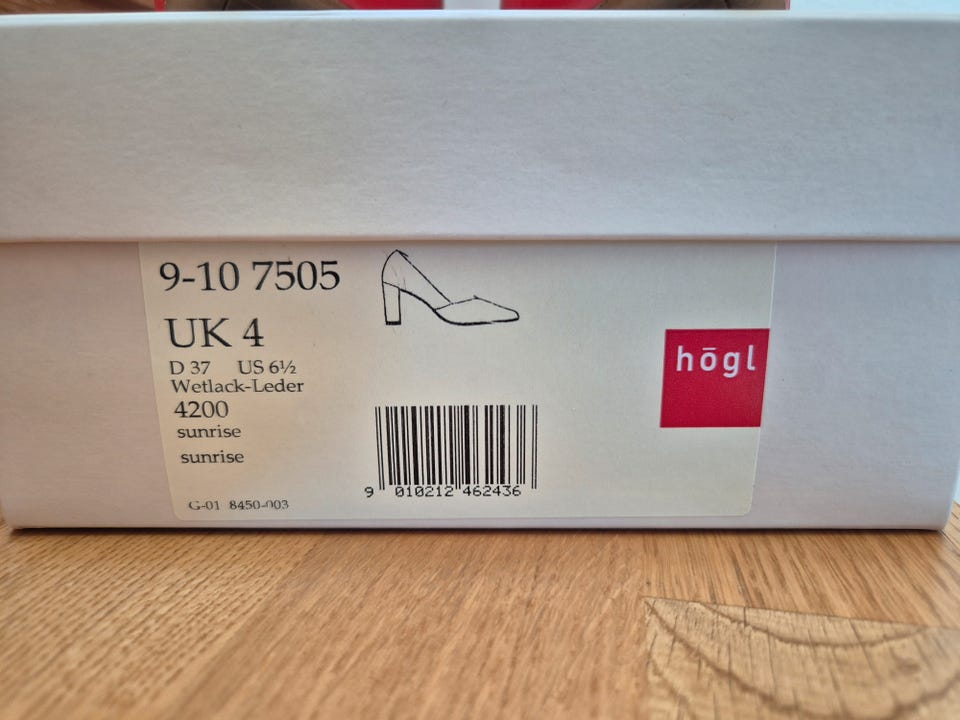 9-10 7505
UK 4
D 37 US 6½
Wetlack-Leder
4200
sunrise
sunrise
G-01 8450-003
9 010212 462436
hōgl